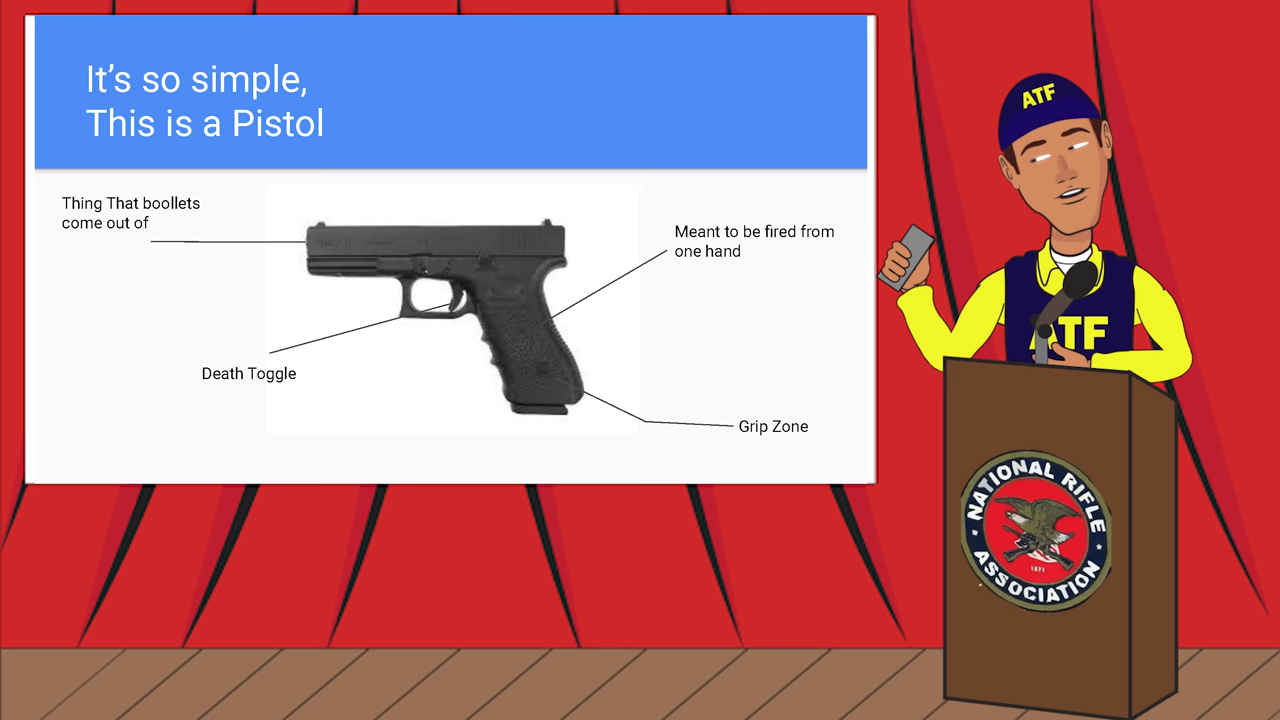 It's so simple,
This is a Pistol
Thing That boollets
come out of
Meant to be fired from
one hand
Death Toggle
Grip Zone
ATF
ATF
NATIONAL RIFLE
ASSOCIATION
1871